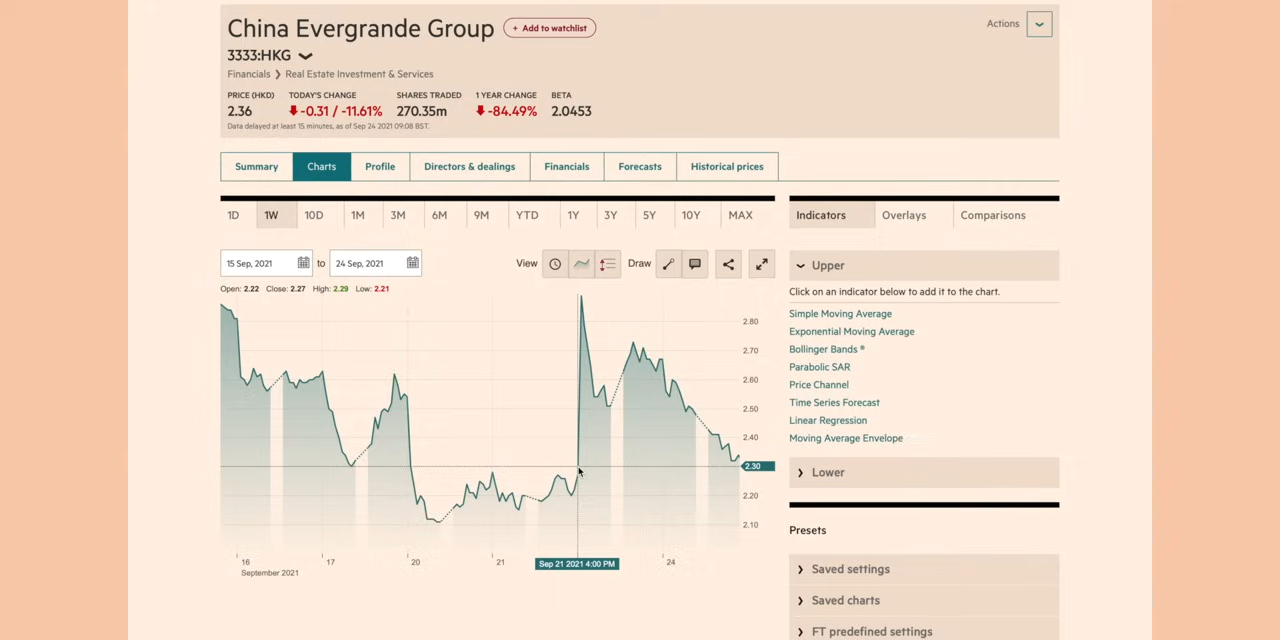 China Evergrande Group
+ Add to watchlist
Actions
3333:HKG
Financials ❯ Real Estate Investment & Services
PRICE (HKD) TODAY'S CHANGE SHARES TRADED 1 YEAR CHANGE BETA
2.36 -0.31 / -11.61% 270.35m -84.49% 2.0453
Data delayed at least 15 minutes, as of Sep 24 2021 09:08 BST.
Summary Charts Profile Directors & dealings Financials Forecasts Historical prices
1D 1W 10D 1M 3M 6M 9M YTD 1Y 3Y 5Y 10Y MAX
Indicators Overlays Comparisons
15 Sep, 2021 to 24 Sep, 2021 View Draw
Upper
Open: 2.22 Close: 2.27 High: 2.29 Low: 2.21
Click on an indicator below to add it to the chart.
Simple Moving Average
Exponential Moving Average
Bollinger Bands ®
Parabolic SAR
Price Channel
Time Series Forecast
Linear Regression
Moving Average Envelope
2.80
2.70
2.60
2.50
2.40
2.30
2.20
2.10
Lower
16 17 20 21 Sep 21 2021 4:00 PM 24
September 2021
Presets
Saved settings
Saved charts
FT predefined settings